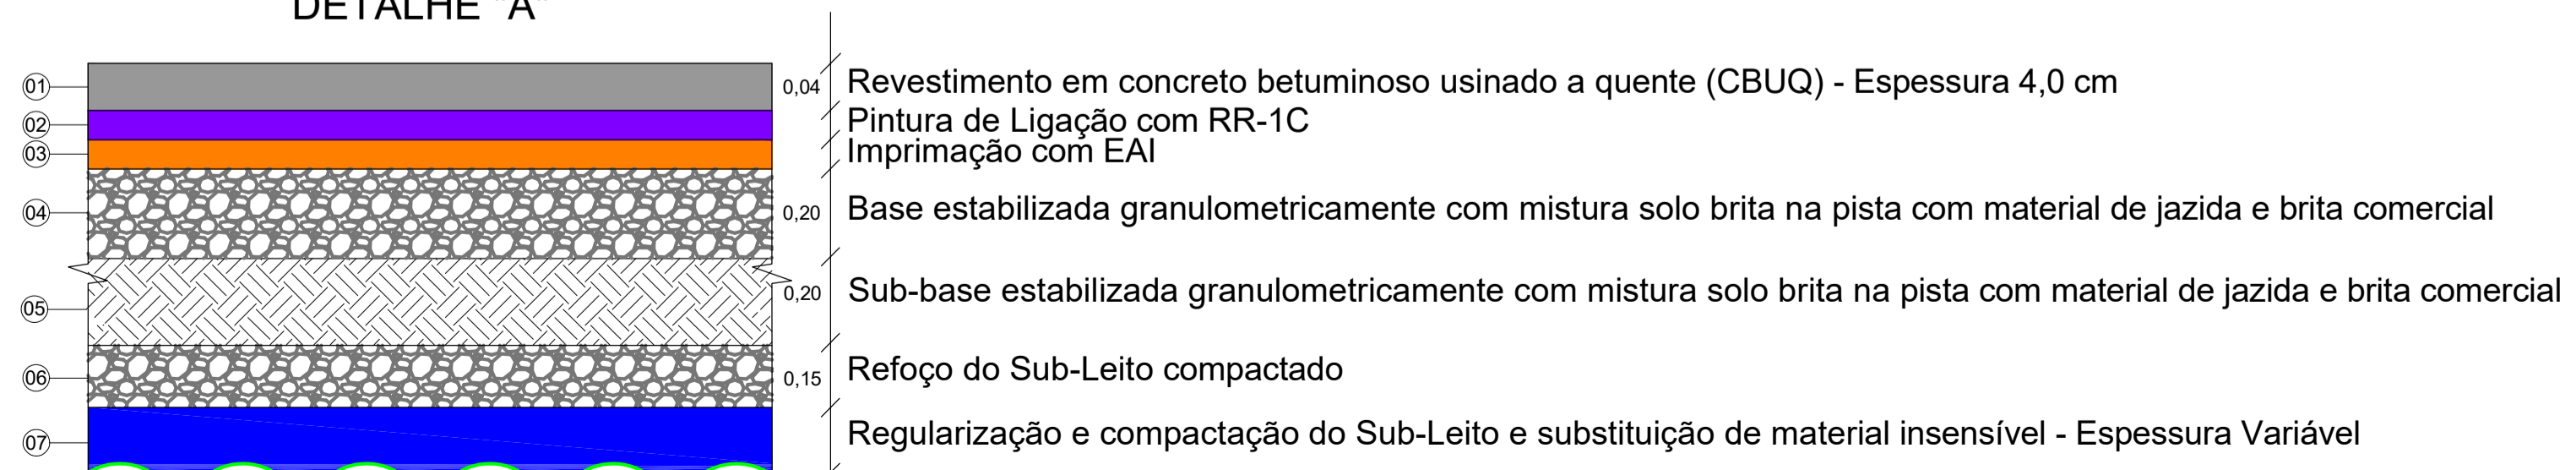 DETALHE "A"
01 0,04 Revestimento em concreto betuminoso usinado a quente (CBUQ) - Espessura 4,0 cm
02 Pintura de Ligação com RR-1C
03 Imprimação com EAI
04 0,20 Base estabilizada granulometricamente com mistura solo brita na pista com material de jazida e brita comercial
05 0,20 Sub-base estabilizada granulometricamente com mistura solo brita na pista com material de jazida e brita comercial
06 0,15 Refoço do Sub-Leito compactado
07 Regularização e compactação do Sub-Leito e substituição de material insensível - Espessura Variável